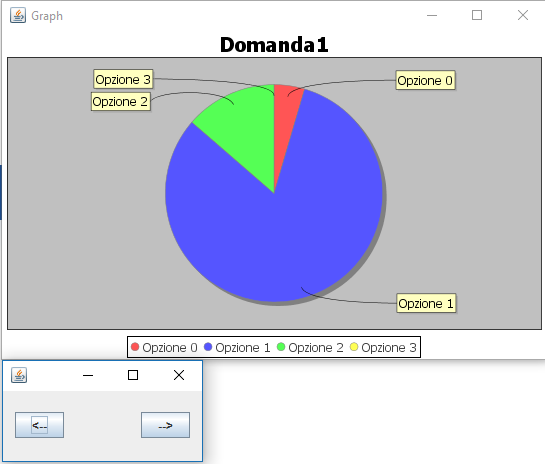 Graph
Domanda1
Opzione 3
Opzione 0
Opzione 2
Opzione 1
Opzione 0 Opzione 1 Opzione 2 Opzione 3
<-- -->